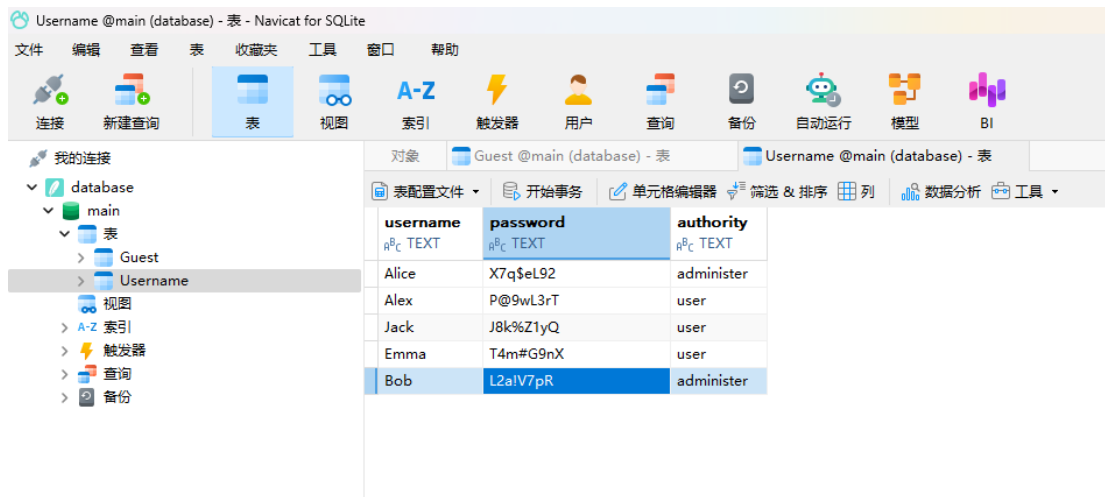 Username @main (database) - 表 - Navicat for SQLite
文件 编辑 查看 表 收藏夹 工具 窗口 帮助
A-Z
连接 新建查询 表 视图 索引 触发器 用户 查询 备份 自动运行 模型 BI
我的连接
database
main
表
Guest
Username
视图
A-Z 索引
触发器
查询
备份
对象 Guest @main (database) - 表 Username @main (database) - 表
表配置文件 开始事务 单元格编辑器 筛选 & 排序 列 数据分析 工具
username password authority
ABC TEXT ABC TEXT ABC TEXT
Alice X7q$eL92 administer
Alex P@9wL3rT user
Jack J8k%Z1yQ user
Emma T4m#G9nX user
Bob L2a!V7pR administer